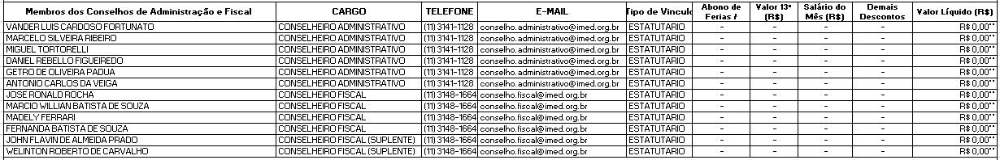 Membros dos Conselhos de Administração e Fiscal CARGO TELEFONE E-MAIL Tipo de Vinculo Abono de Ferias / Valor 13º (R$) Salário do Mês (R$) Demais Descontos Valor Líquido (R$)
VANDER LUIS CARDOSO FORTUNATO CONSELHEIRO ADMINISTRATIVO (11) 3141-1128 conselho.administrativo@imed.org.br ESTATUTARIO - - - - R$ 0,00**
MARCELO SILVEIRA RIBEIRO CONSELHEIRO ADMINISTRATIVO (11) 3141-1128 conselho.administrativo@imed.org.br ESTATUTARIO - - - - R$ 0,00**
MIGUEL TORTORELLI CONSELHEIRO ADMINISTRATIVO (11) 3141-1128 conselho.administrativo@imed.org.br ESTATUTARIO - - - - R$ 0,00**
DANIEL REBELLO FIGUEIREDO CONSELHEIRO ADMINISTRATIVO (11) 3141-1128 conselho.administrativo@imed.org.br ESTATUTARIO - - - - R$ 0,00**
GETRO DE OLIVEIRA PADUA CONSELHEIRO ADMINISTRATIVO (11) 3141-1128 conselho.administrativo@imed.org.br ESTATUTARIO - - - - R$ 0,00**
ANTONIO CARLOS DA VEIGA CONSELHEIRO ADMINISTRATIVO (11) 3141-1128 conselho.administrativo@imed.org.br ESTATUTARIO - - - - R$ 0,00**
JOSE RONALD ROCHA CONSELHEIRO FISCAL (11) 3148-1664 conselho.fiscal@imed.org.br ESTATUTARIO - - - - R$ 0,00**
MARCIO WILLIAN BATISTA DE SOUZA CONSELHEIRO FISCAL (11) 3148-1664 conselho.fiscal@imed.org.br ESTATUTARIO - - - - R$ 0,00**
MADELY FERRARI CONSELHEIRO FISCAL (11) 3148-1664 conselho.fiscal@imed.org.br ESTATUTARIO - - - - R$ 0,00**
FERNANDA BATISTA DE SOUZA CONSELHEIRO FISCAL (11) 3148-1664 conselho.fiscal@imed.org.br ESTATUTARIO - - - - R$ 0,00**
JOHN FLAVIN DE ALMEIDA PRADO CONSELHEIRO FISCAL (SUPLENTE) (11) 3148-1664 conselho.fiscal@imed.org.br ESTATUTARIO - - - - R$ 0,00**
WELINTON ROBERTO DE CARVALHO CONSELHEIRO FISCAL (SUPLENTE) (11) 3148-1664 conselho.fiscal@imed.org.br ESTATUTARIO - - - - R$ 0,00**